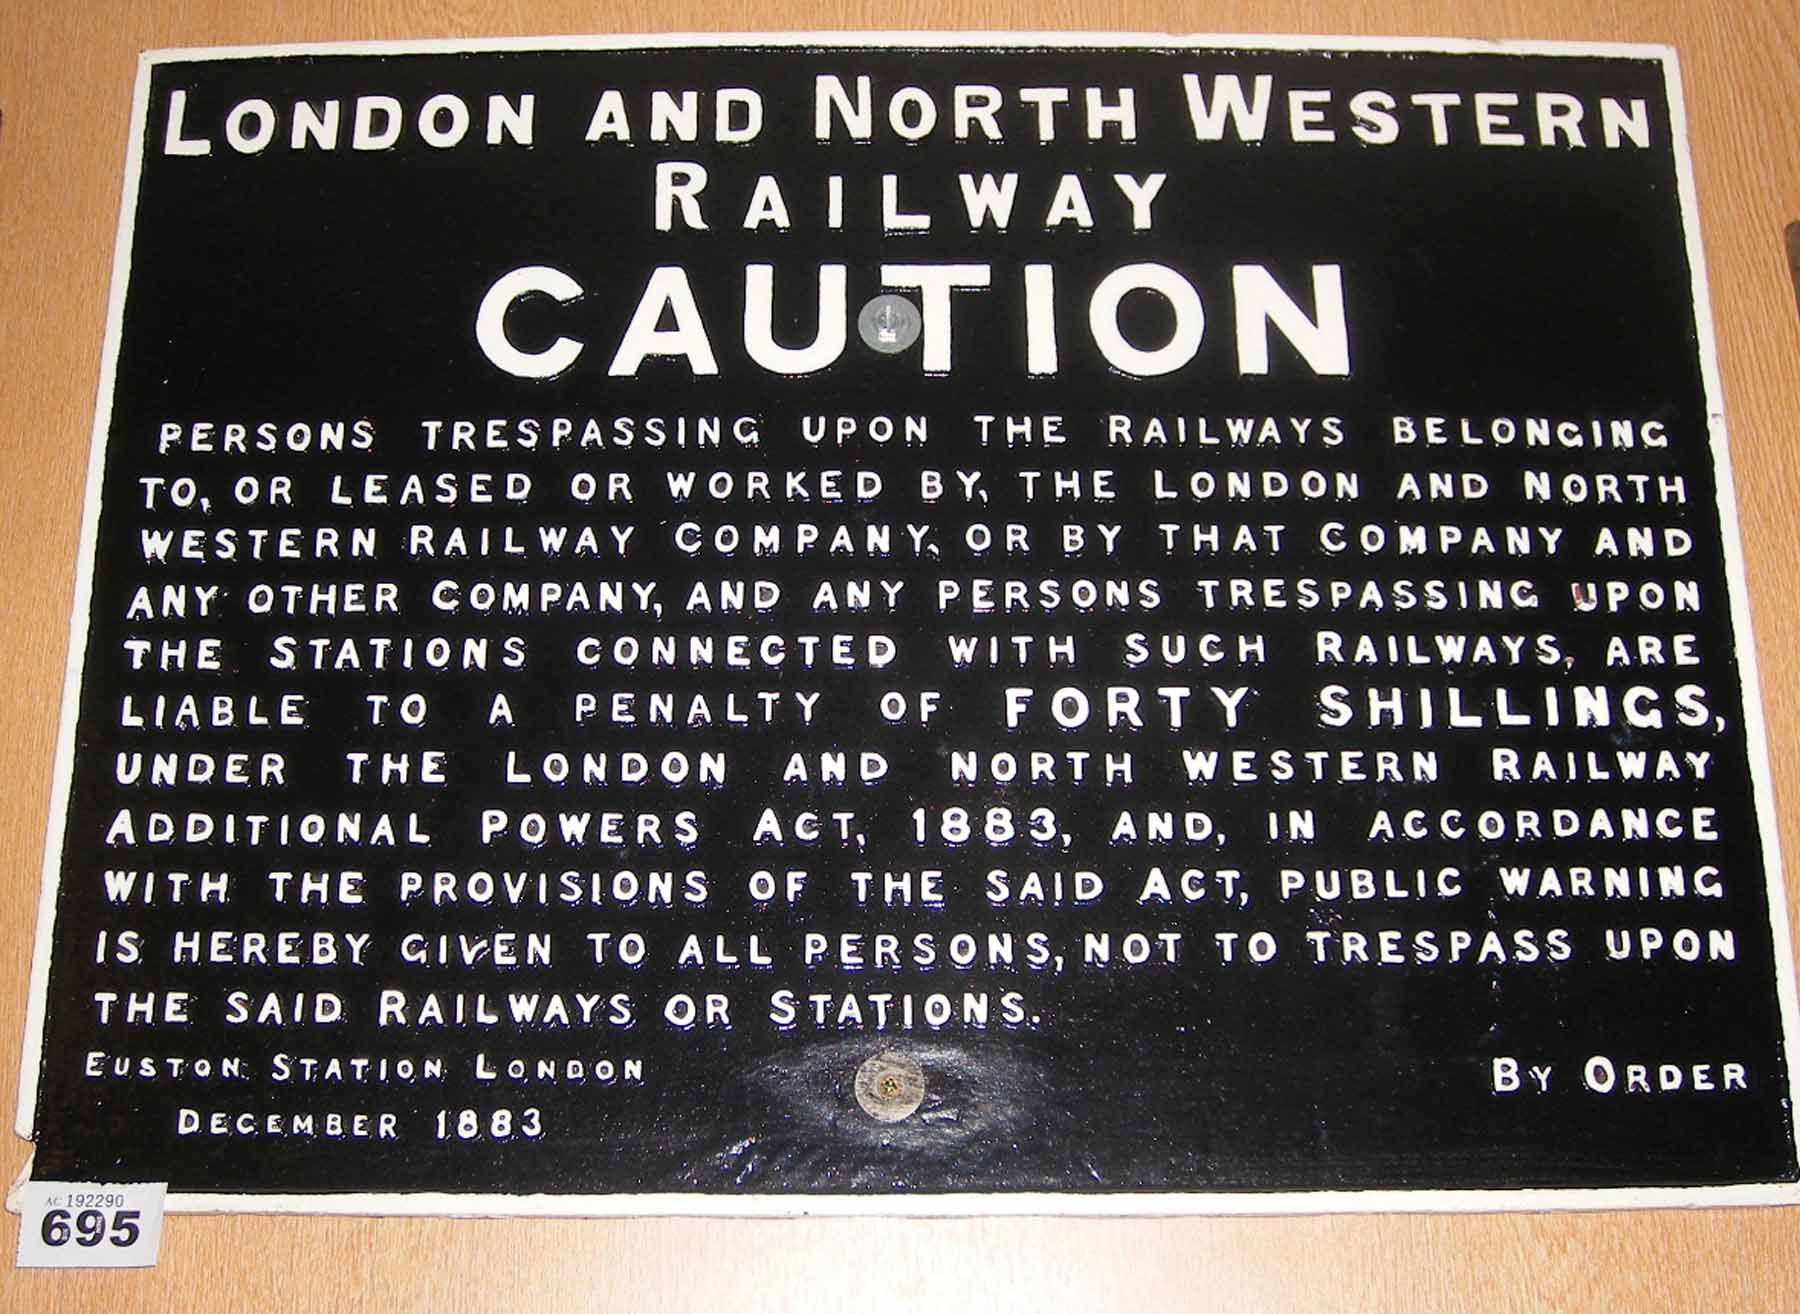 LONDON AND NORTH WESTERN
RAILWAY
CAUTION
PERSONS TRESPASSING UPON THE RAILWAYS BELONGING
TO, OR LEASED OR WORKED BY, THE LONDON AND NORTH
WESTERN RAILWAY COMPANY, OR BY THAT COMPANY AND
ANY OTHER COMPANY, AND ANY PERSONS TRESPASSING UPON
THE STATIONS CONNECTED WITH SUCH RAILWAYS, ARE
LIABLE TO A PENALTY OF FORTY SHILLINGS,
UNDER THE LONDON AND NORTH WESTERN RAILWAY
ADDITIONAL POWERS ACT, 1883, AND, IN ACCORDANCE
WITH THE PROVISIONS OF THE SAID ACT, PUBLIC WARNING
IS HEREBY GIVEN TO ALL PERSONS, NOT TO TRESPASS UPON
THE SAID RAILWAYS OR STATIONS.
EUSTON STATION LONDON
BY ORDER
DECEMBER 1883
AC 192290
695